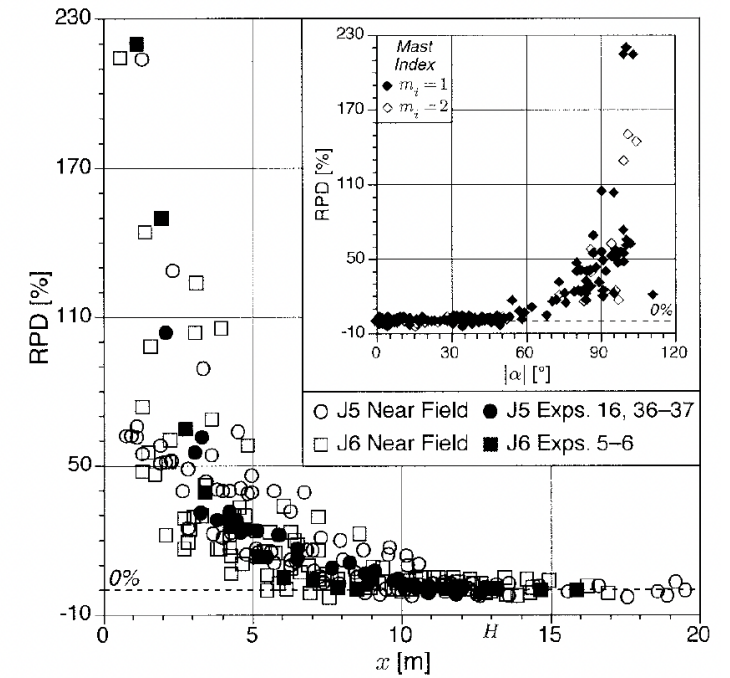 230
170
110
50
-10
RPD [%]
0%
0
5
10
15
20
H
x [m]
230
170
110
50
-10
RPD [%]
Mast
Index
◆ mᵢ = 1
◇ mᵢ = 2
0%
0
30
60
90
120
|α| [°]
○ J5 Near Field ● J5 Exps. 16, 36–37
□ J6 Near Field ■ J6 Exps. 5–6